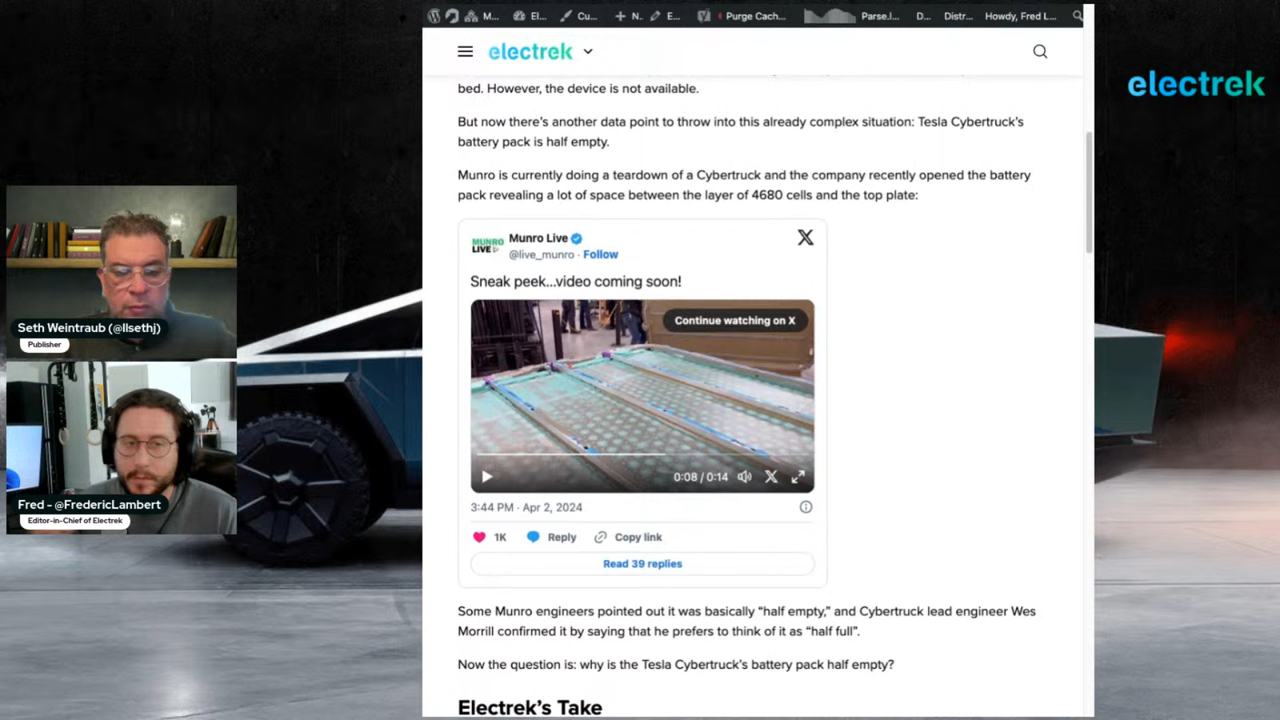 M...
El...
Cu...
N.
E...
Purge Cach...
Parse.l...
D...
Distr...
Howdy, Fred L...
electrek
electrek
bed. However, the device is not available.
But now there's another data point to throw into this already complex situation: Tesla Cybertruck's
battery pack is half empty.
Munro is currently doing a teardown of a Cybertruck and the company recently opened the battery
pack revealing a lot of space between the layer of 4680 cells and the top plate:
MUNRO
LIVE
Munro Live
@live_munro · Follow
Sneak peek...video coming soon!
Continue watching on X
0:08 / 0:14
3:44 PM · Apr 2, 2024
1K
Reply
Copy link
Read 39 replies
Some Munro engineers pointed out it was basically "half empty," and Cybertruck lead engineer Wes
Morrill confirmed it by saying that he prefers to think of it as "half full".
Now the question is: why is the Tesla Cybertruck's battery pack half empty?
Electrek's Take
Seth Weintraub (@llsethj)
Publisher
Fred - @FredericLambert
Editor-in-Chief of Electrek